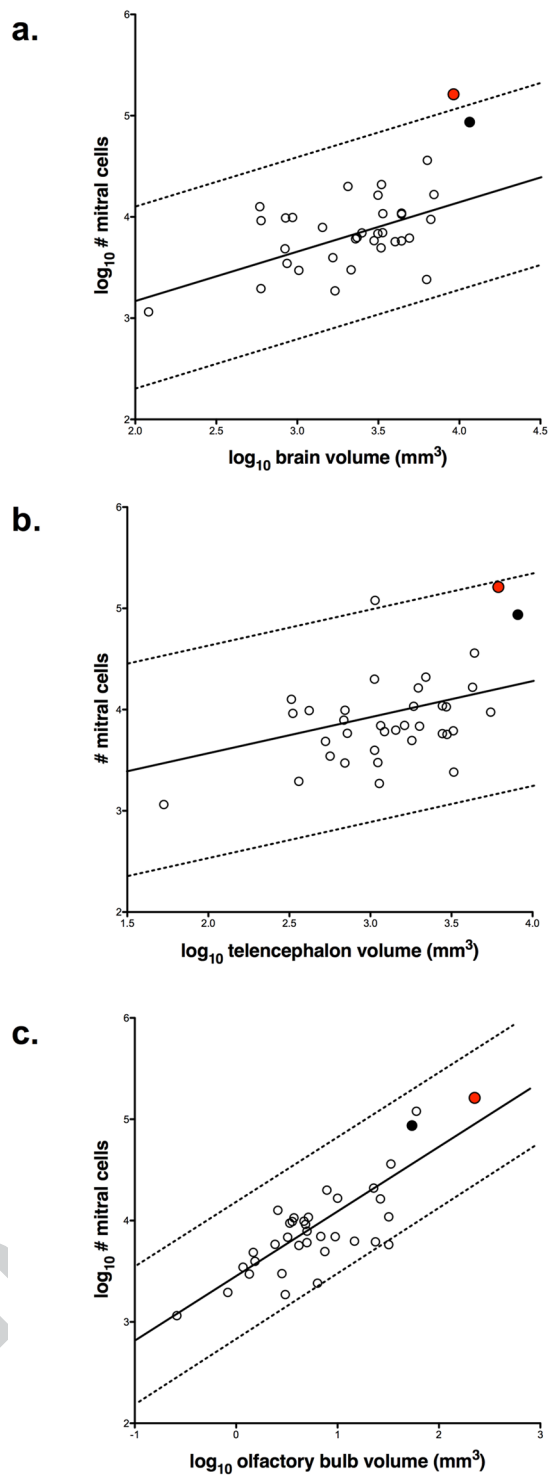 a.
6
5
4
3
2
2.0 2.5 3.0 3.5 4.0 4.5
log10 # mitral cells
log10 brain volume (mm3)
b.
6
5
4
3
2
1.5 2.0 2.5 3.0 3.5 4.0
# mitral cells
log10 telencephalon volume (mm3)
c.
6
5
4
3
2
-1 0 1 2 3
log10 # mitral cells
log10 olfactory bulb volume (mm3)